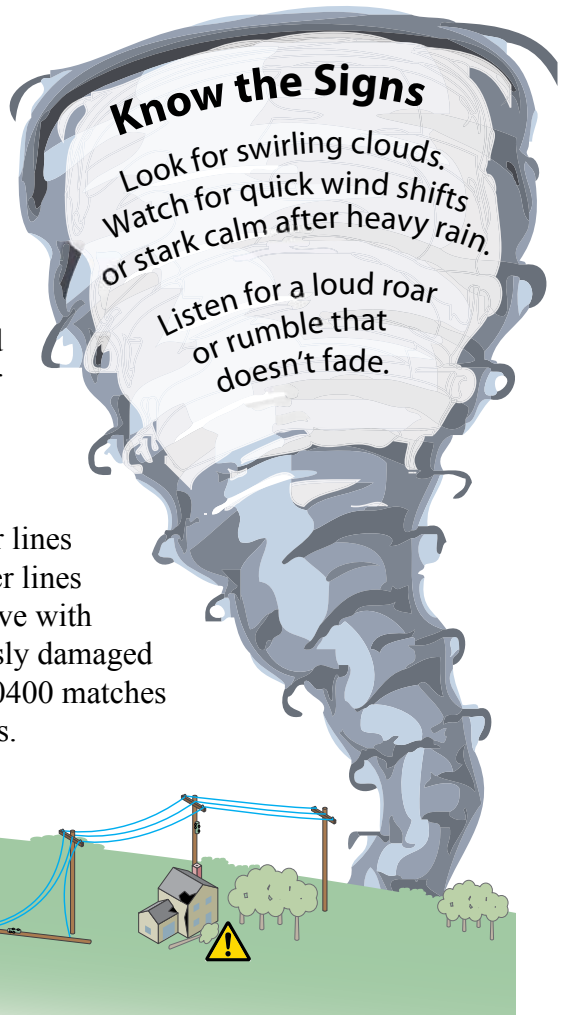 Know the Signs
Look for swirling clouds.
Watch for quick wind shifts
or stark calm after heavy rain.
Listen for a loud roar
or rumble that
doesn't fade.
r lines
er lines
ve with
sly damaged
0400 matches
s.
!